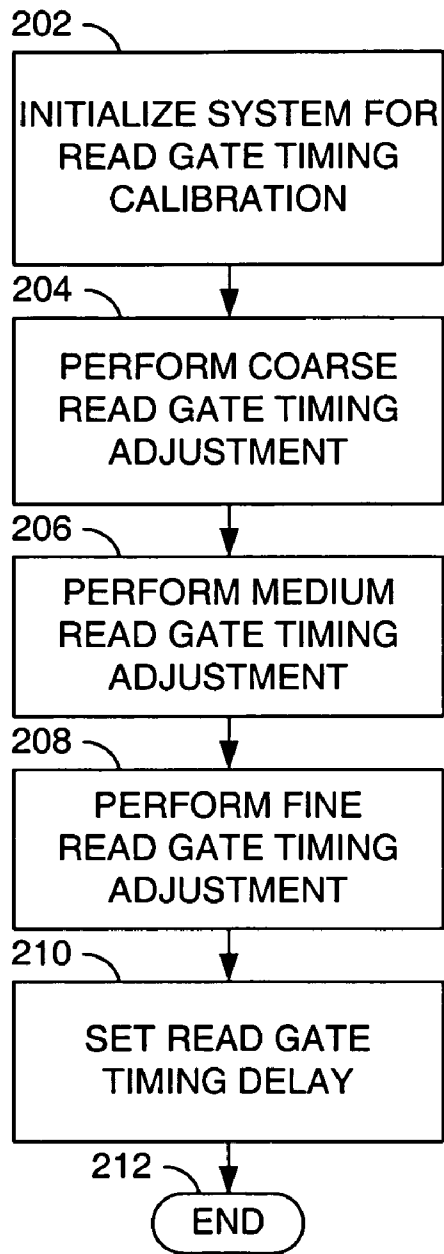 202
INITIALIZE SYSTEM FOR
READ GATE TIMING
CALIBRATION
204
PERFORM COARSE
READ GATE TIMING
ADJUSTMENT
206
PERFORM MEDIUM
READ GATE TIMING
ADJUSTMENT
208
PERFORM FINE
READ GATE TIMING
ADJUSTMENT
210
SET READ GATE
TIMING DELAY
212
END